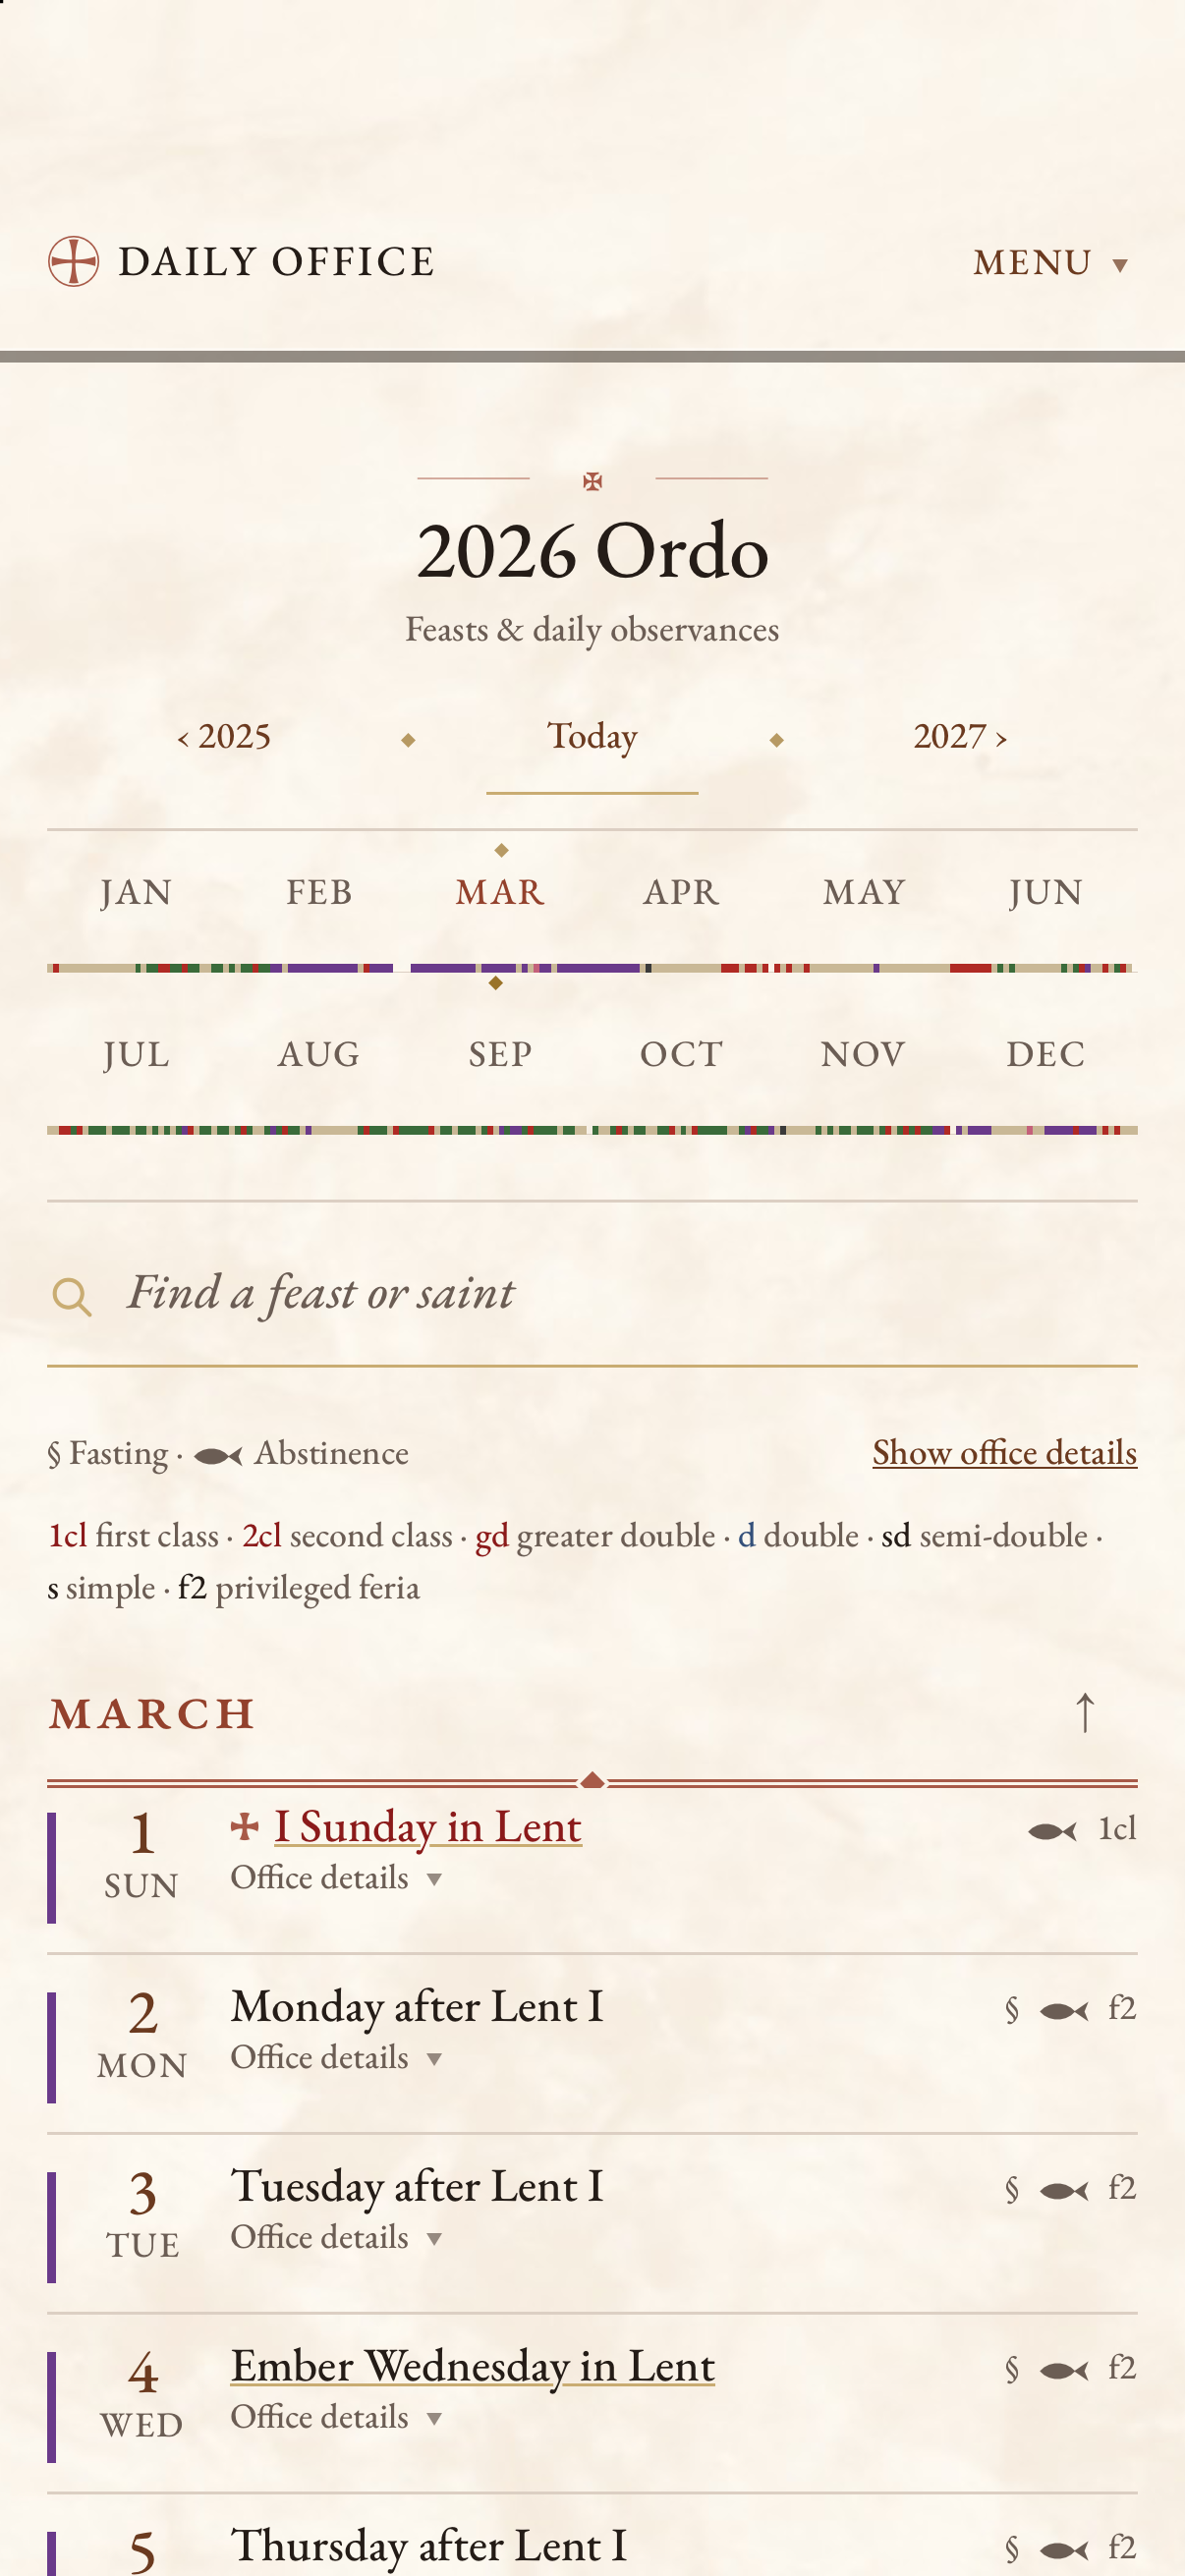 DAILY OFFICE MENU ▼
✠
2026 Ordo
Feasts & daily observances
‹ 2025 ◆ Today ◆ 2027 ›
JAN FEB MAR APR MAY JUN
JUL AUG SEP OCT NOV DEC
Find a feast or saint
§ Fasting · Abstinence Show office details
1cl first class · 2cl second class · gd greater double · d double · sd semi-double ·
s simple · f2 privileged feria
MARCH ↑
1 ✠ I Sunday in Lent 1cl
SUN Office details ▼
2 Monday after Lent I § f2
MON Office details ▼
3 Tuesday after Lent I § f2
TUE Office details ▼
4 Ember Wednesday in Lent § f2
WED Office details ▼
5 Thursday after Lent I § f2